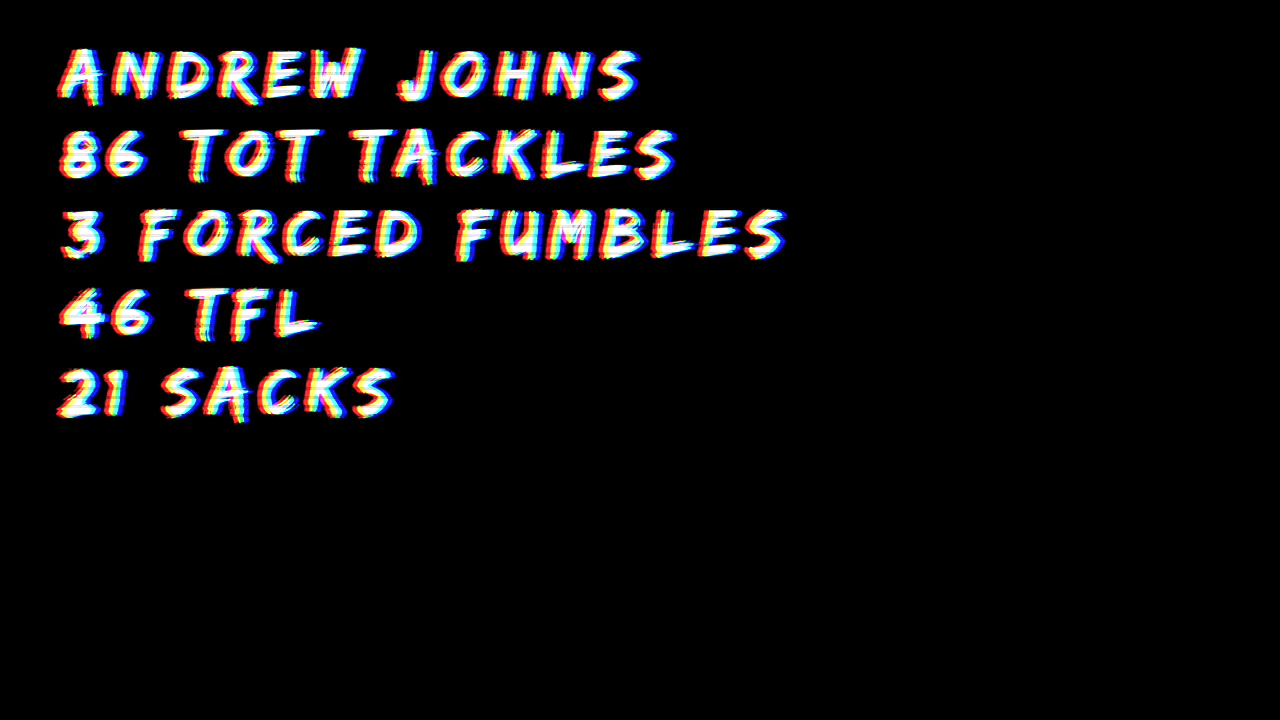 ANDREW JOHNS
86 TOT TACKLES
3 FORCED FUMBLES
46 TFL
21 SACKS